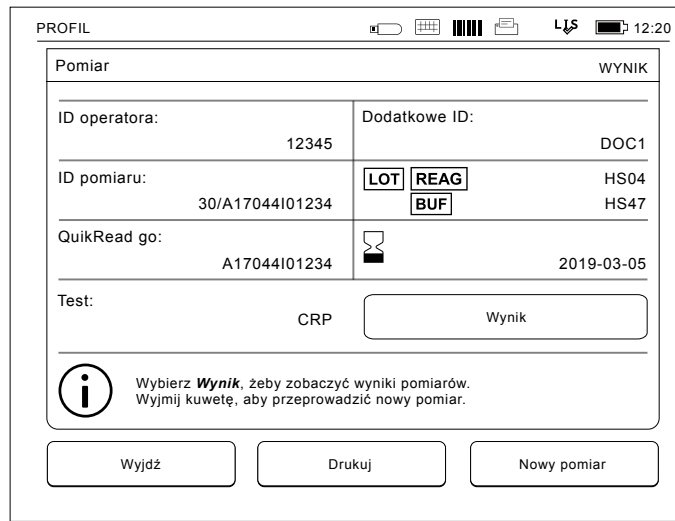 PROFIL LIS 12:20
Pomiar WYNIK
ID operatora: Dodatkowe ID:
12345 DOC1
ID pomiaru: LOT REAG HS04
30/A17044I01234 BUF HS47
QuikRead go:
A17044I01234 2019-03-05
Test:
CRP Wynik
Wybierz Wynik, żeby zobaczyć wyniki pomiarów.
Wyjmij kuwetę, aby przeprowadzić nowy pomiar.
Wyjdź Drukuj Nowy pomiar